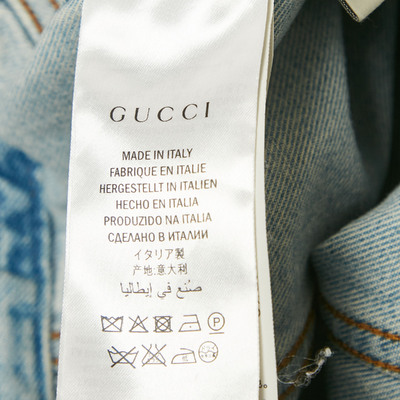 GUCCI
MADE IN ITALY
FABRIQUE EN ITALIE
HERGESTELLT IN ITALIEN
HECHO EN ITALIA
PRODUZIDO NA ITALIA
СДЕЛАНО В ИТАЛИИ
イタリア製
产地:意大利
صُنع في إيطاليا